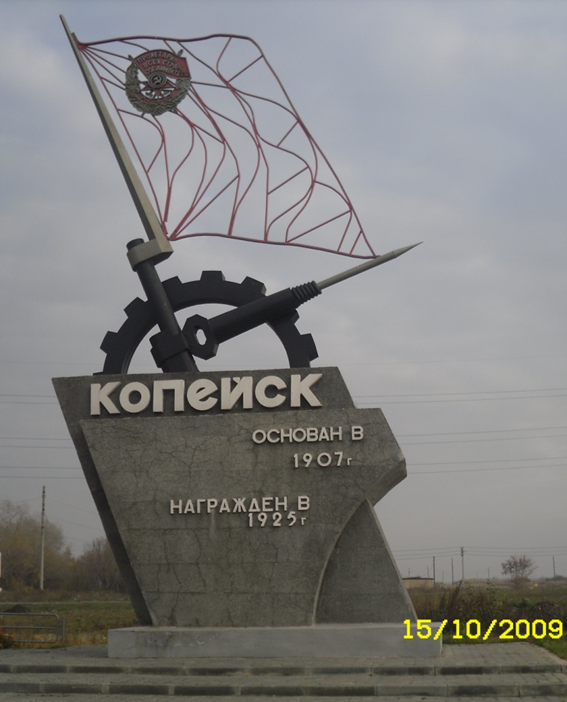 КОПЕЙСК
ОСНОВАН В
1907г
НАГРАЖДЕН В
1925г
15/10/2009